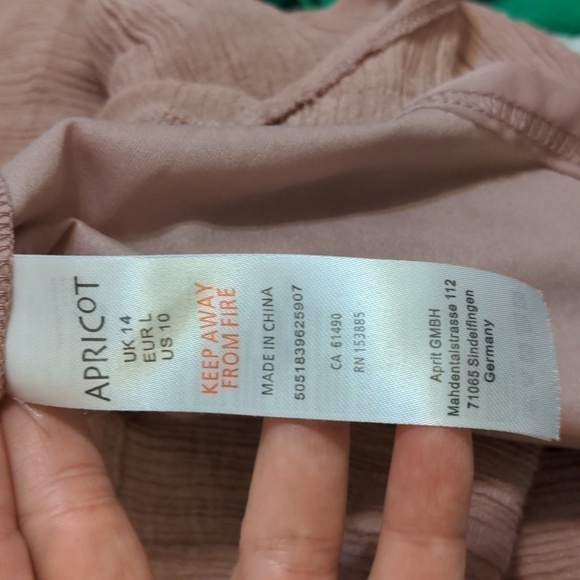 APRICOT
UK 14
EUR L
US 10
KEEP AWAY
FROM FIRE
MADE IN CHINA
5051839625907
CA 61490
RN 153885
Aprit GMBH
Mahdentalstrasse 112
71065 Sindelfingen
Germany